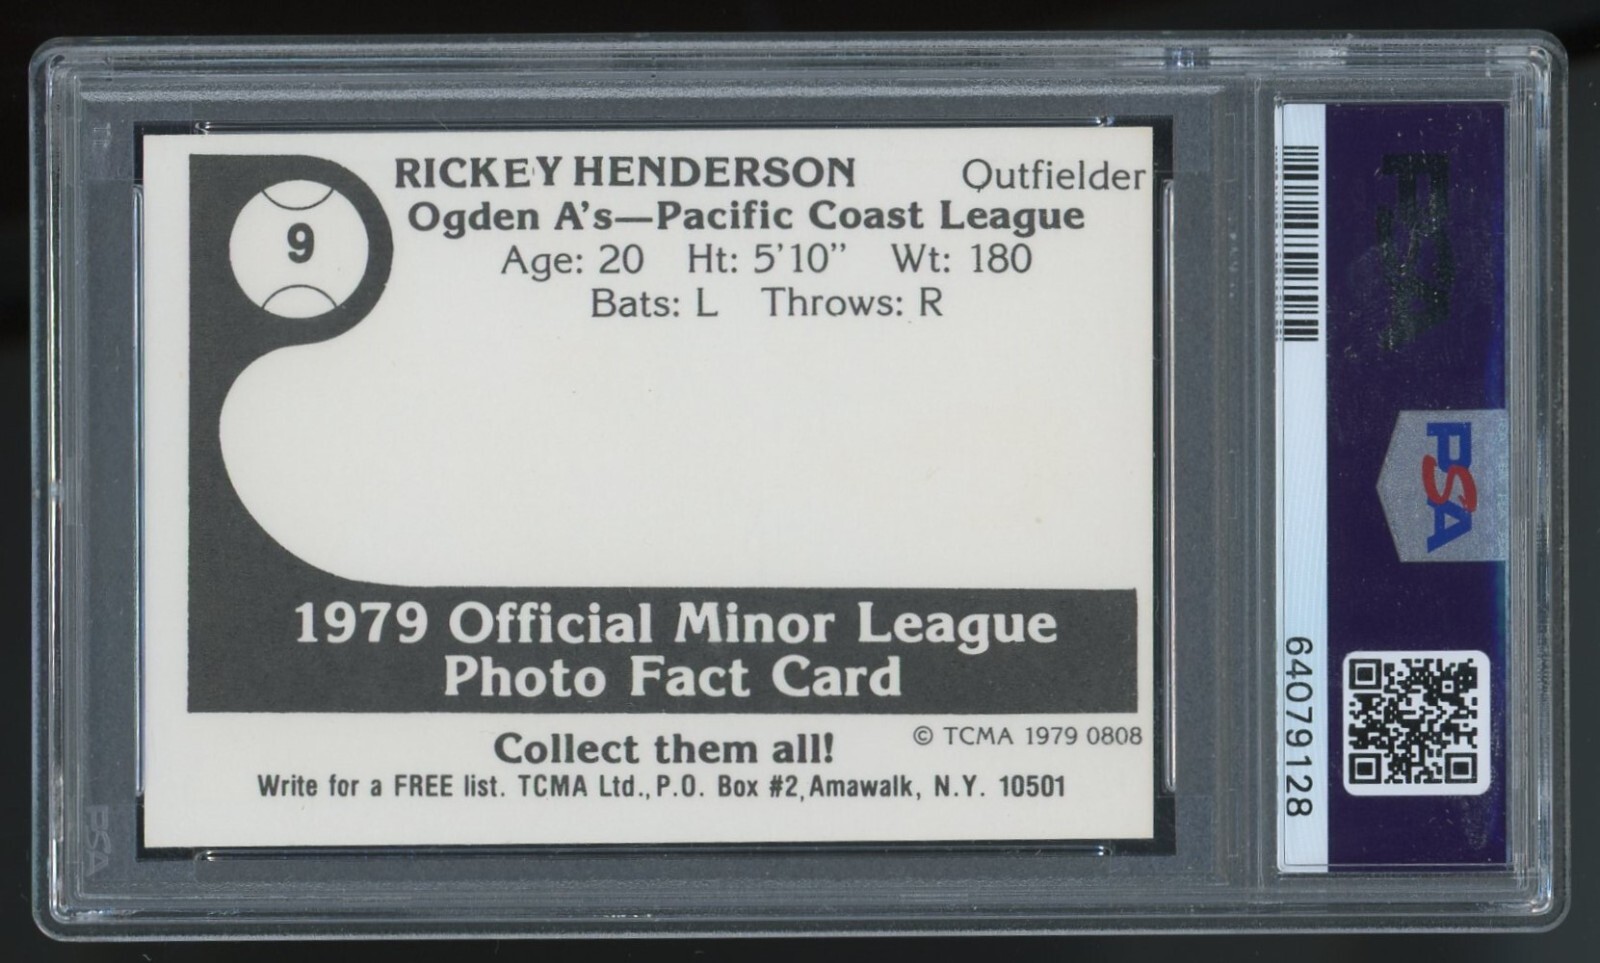 9
RICKEY HENDERSON Outfielder
Ogden A's—Pacific Coast League
Age: 20 Ht: 5'10" Wt: 180
Bats: L Throws: R
1979 Official Minor League
Photo Fact Card
© TCMA 1979 0808
Collect them all!
Write for a FREE list. TCMA Ltd., P.O. Box #2, Amawalk, N.Y. 10501
PSA
PSA
64079128
PSA